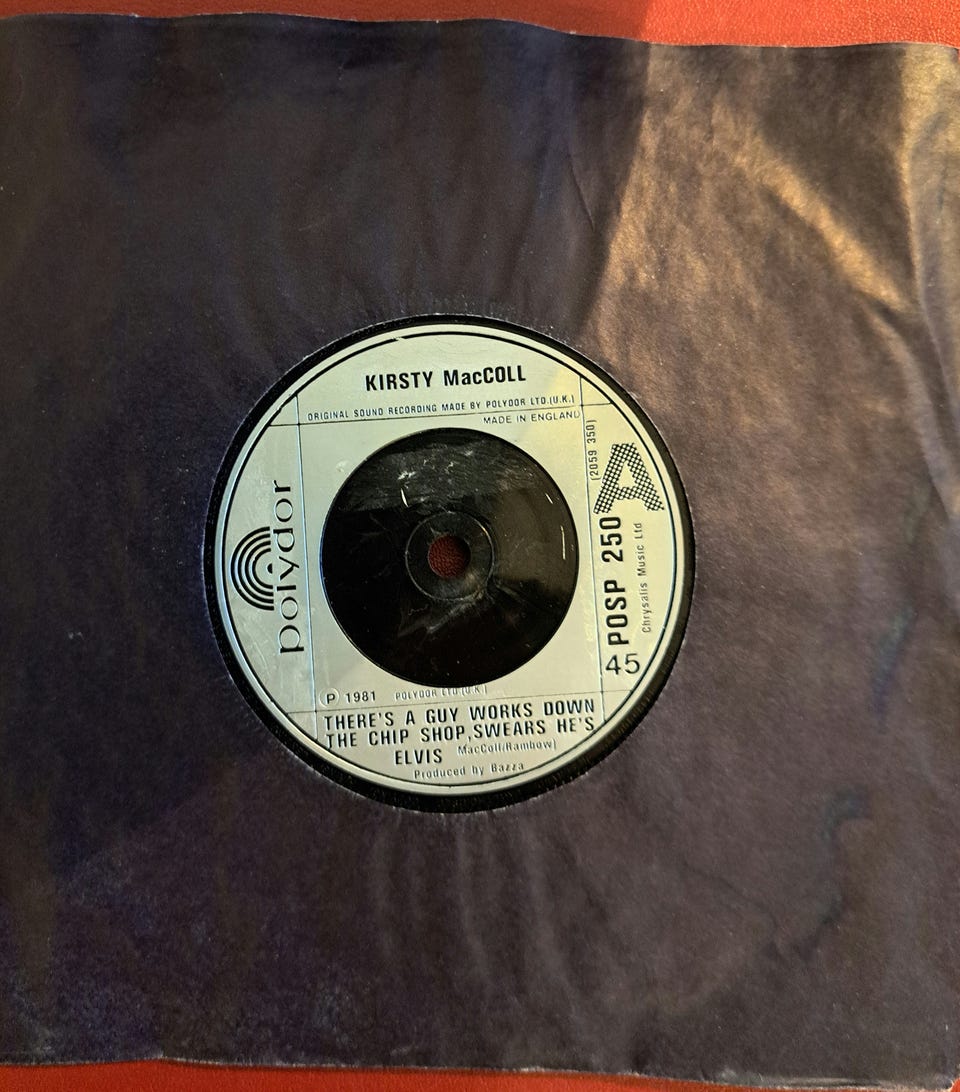 KIRSTY MacCOLL
ORIGINAL SOUND RECORDING MADE BY POLYDOR LTD.(U.K.)
MADE IN ENGLAND
polydor
(2059 350)
A
POSP 250
Chrysalis Music Ltd
45
Ⓟ 1981 POLYDOR LTD.(U.K.)
THERE'S A GUY WORKS DOWN
THE CHIP SHOP,SWEARS HE'S
ELVIS MacColl/Rambow)
Produced by Bazza